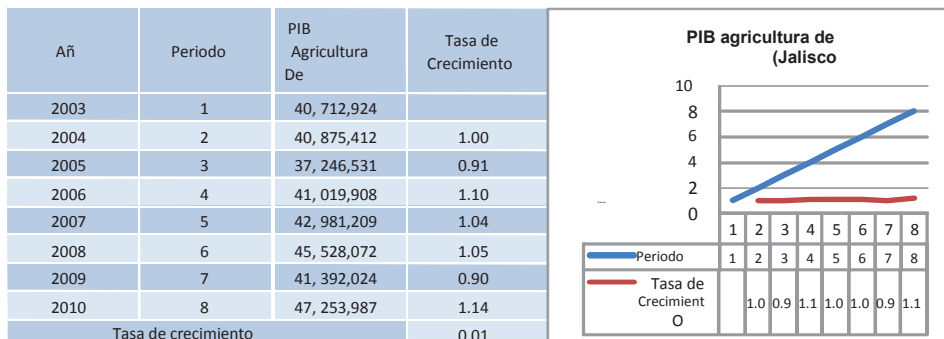 Añ Periodo PIB Agricultura De Tasa de Crecimiento
2003 1 40, 712,924
2004 2 40, 875,412 1.00
2005 3 37, 246,531 0.91
2006 4 41, 019,908 1.10
2007 5 42, 981,209 1.04
2008 6 45, 528,072 1.05
2009 7 41, 392,024 0.90
2010 8 47, 253,987 1.14
Tasa de crecimiento 0.01
PIB agricultura de
(Jalisco
10
8
6
4
2
0
1 2 3 4 5 6 7 8
Periodo 1 2 3 4 5 6 7 8
Tasa de
Crecimient
O
1.0 0.9 1.1 1.0 1.0 0.9 1.1